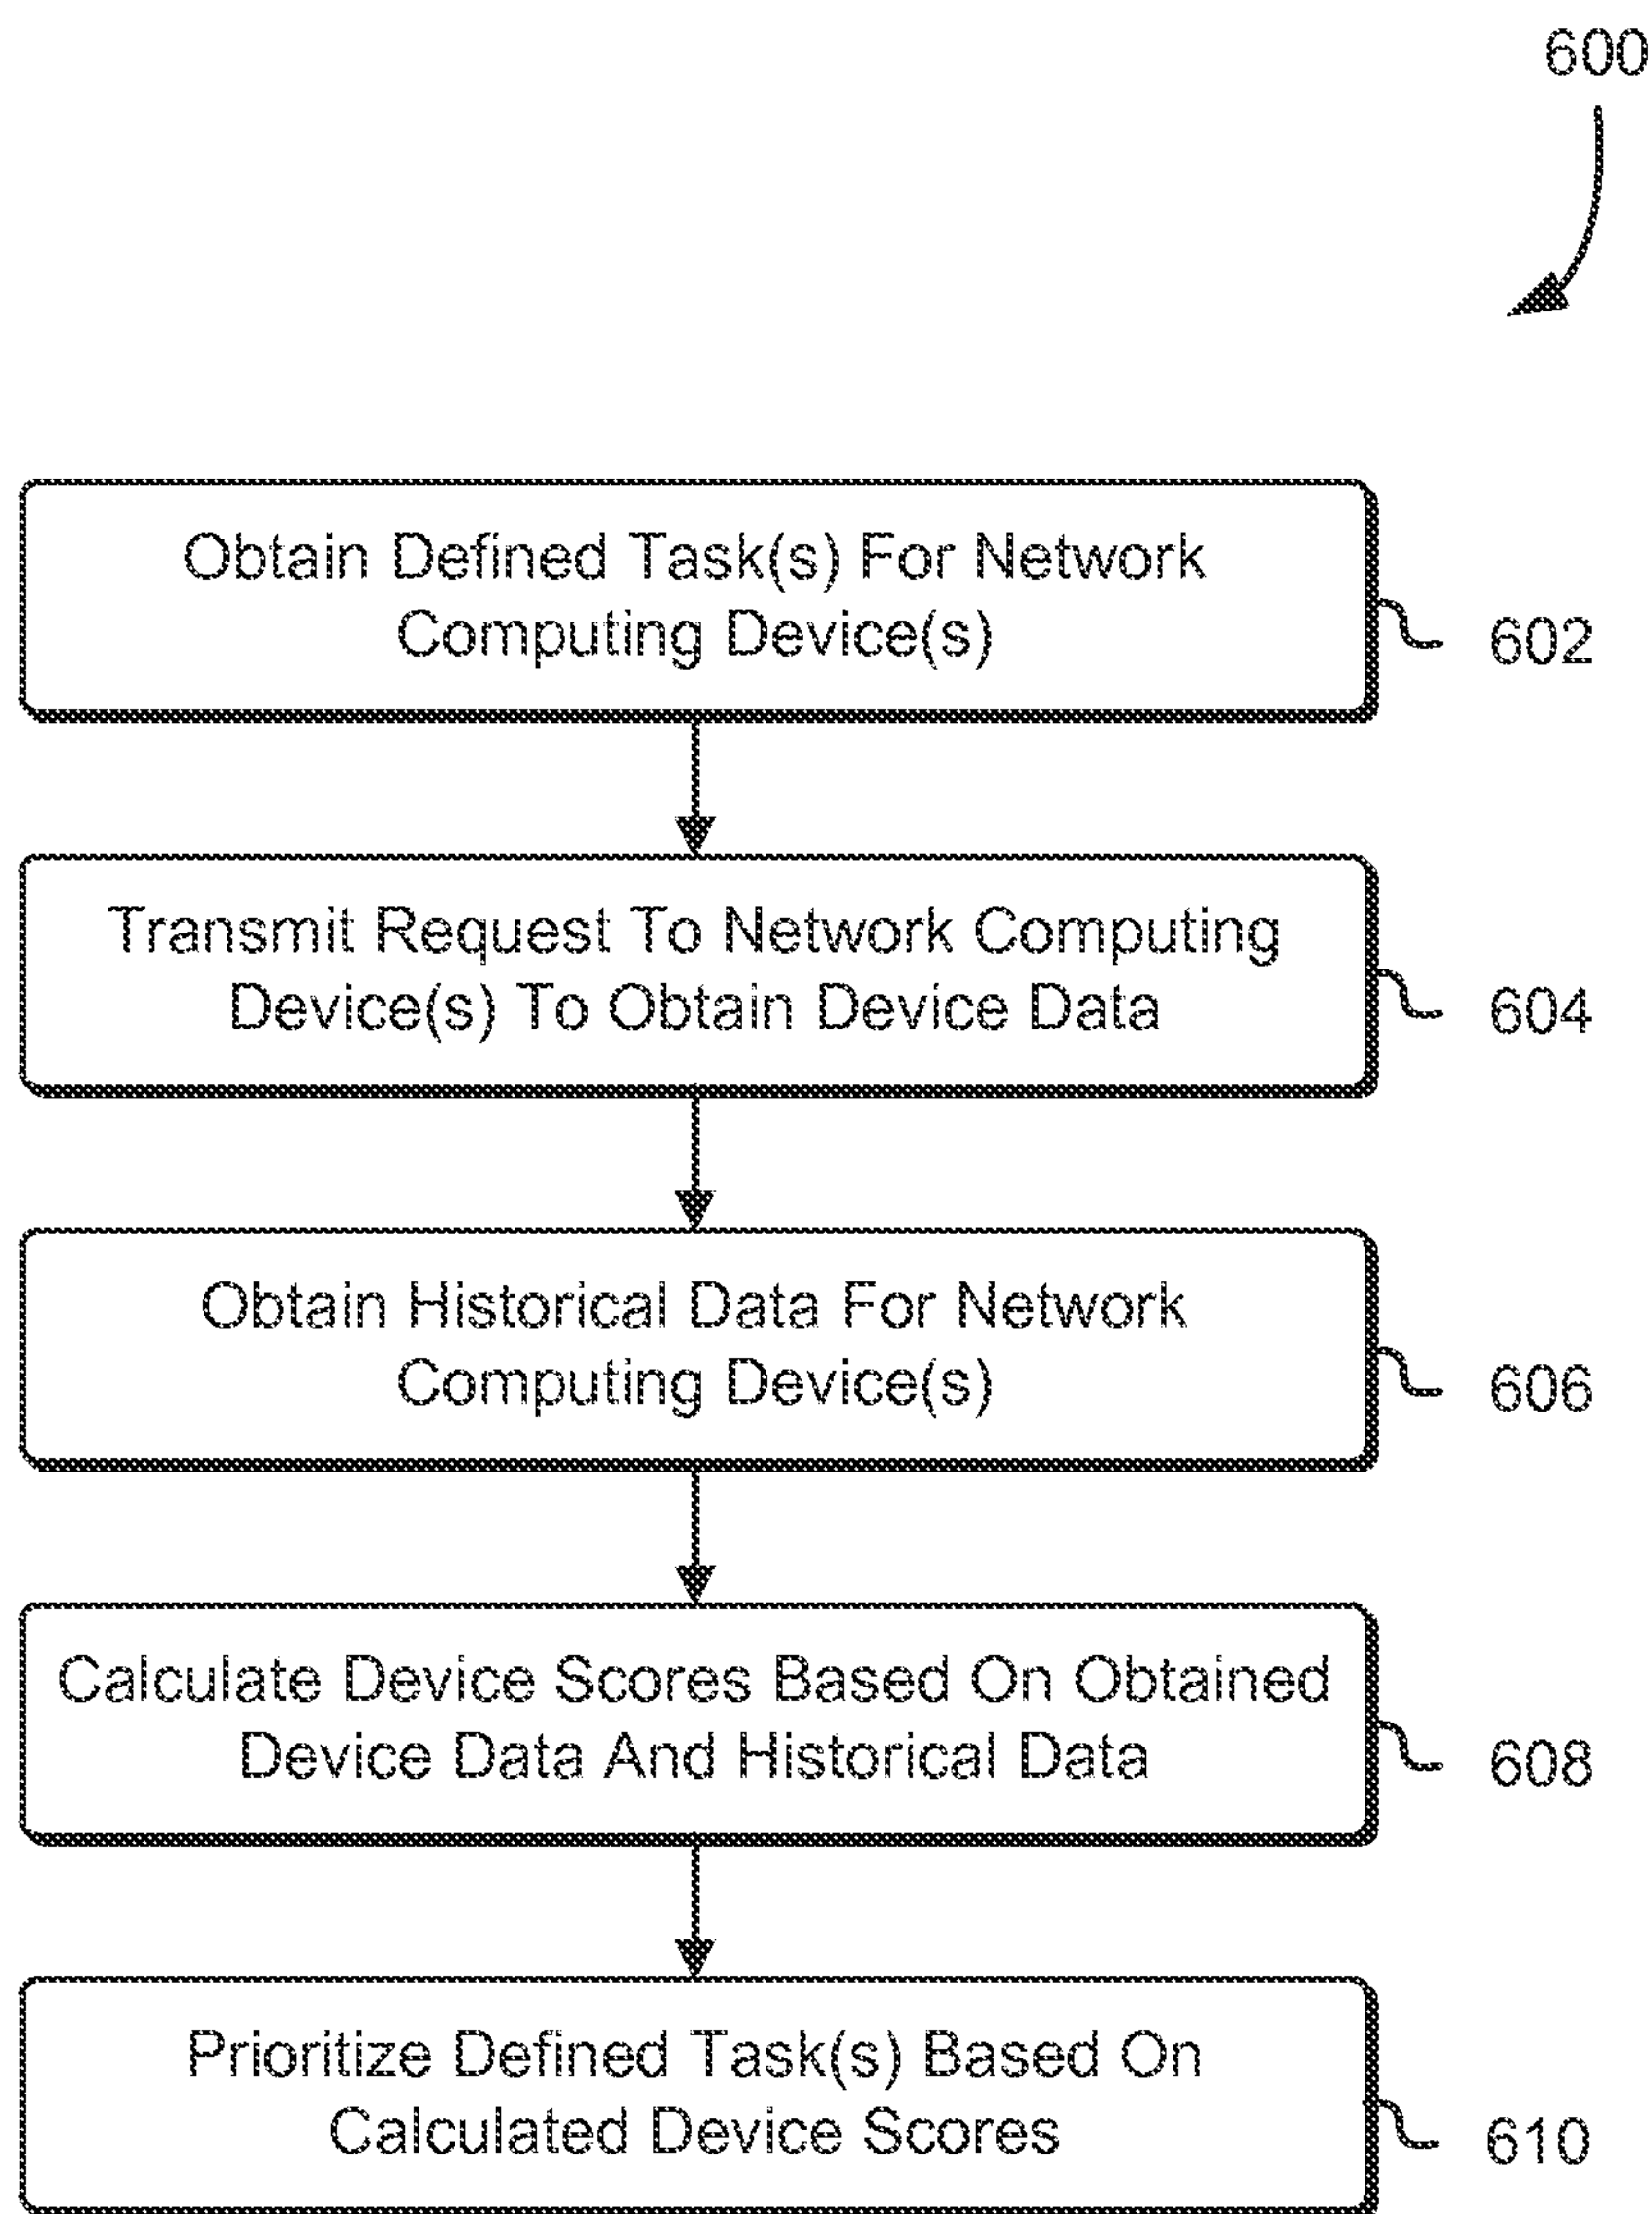 600
Obtain Defined Task(s) For Network
Computing Device(s)
602
Transmit Request To Network Computing
Device(s) To Obtain Device Data
604
Obtain Historical Data For Network
Computing Device(s)
606
Calculate Device Scores Based On Obtained
Device Data And Historical Data
608
Prioritize Defined Task(s) Based On
Calculated Device Scores
610